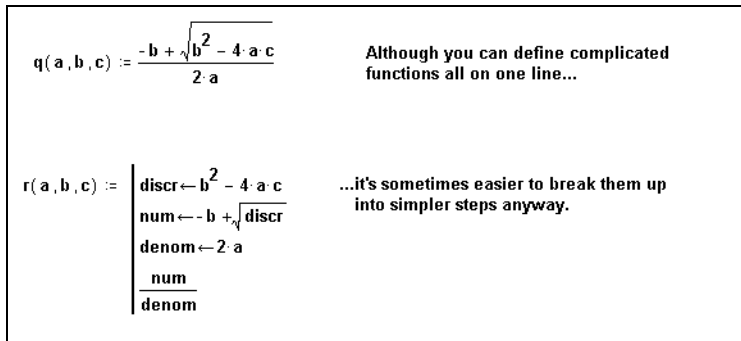 q(a,b,c) := (-b + √(b² - 4·a·c)) / (2·a)
Although you can define complicated
functions all on one line...
r(a,b,c) := | discr ← b² - 4·a·c
num ← -b + √discr
denom ← 2·a
num
denom
...it's sometimes easier to break them up
into simpler steps anyway.